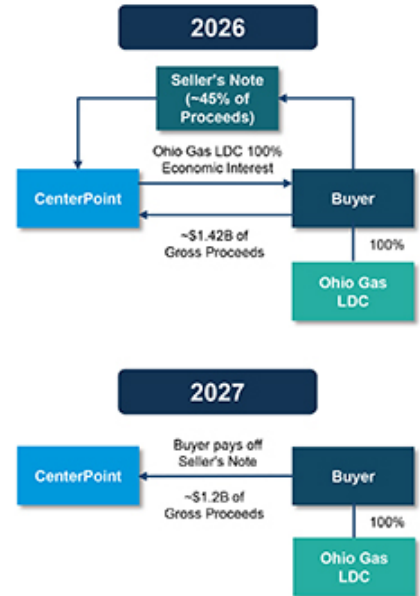 2026
Seller's Note
(~45% of
Proceeds)
Ohio Gas LDC 100%
Economic Interest
CenterPoint
Buyer
~$1.42B of
Gross Proceeds
100%
Ohio Gas
LDC
2027
Buyer pays off
Seller's Note
CenterPoint
Buyer
~$1.2B of
Gross Proceeds
100%
Ohio Gas
LDC